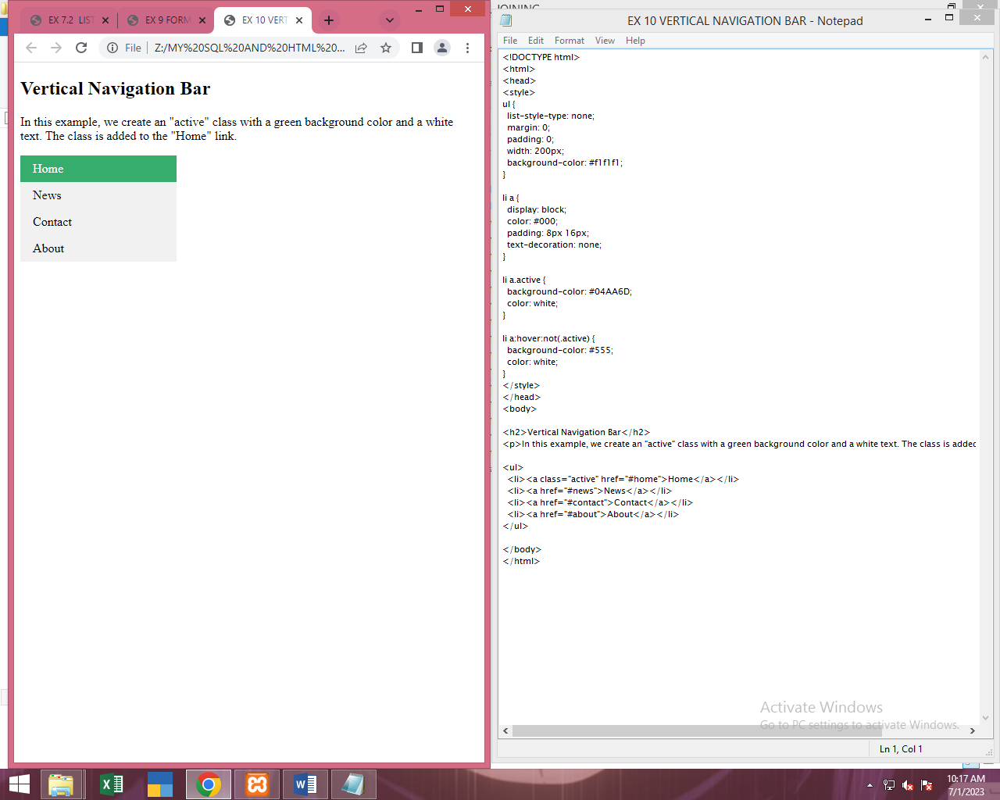 EX 7.2 LIST
EX 9 FORM
EX 10 VERT
File
Z:/MY%20SQL%20AND%20HTML%20...
Vertical Navigation Bar
In this example, we create an "active" class with a green background color and a white
text. The class is added to the "Home" link.
Home
News
Contact
About
JOINING
EX 10 VERTICAL NAVIGATION BAR - Notepad
File Edit Format View Help
<!DOCTYPE html>
<html>
<head>
<style>
ul {
  list-style-type: none;
  margin: 0;
  padding: 0;
  width: 200px;
  background-color: #f1f1f1;
}

li a {
  display: block;
  color: #000;
  padding: 8px 16px;
  text-decoration: none;
}

li a.active {
  background-color: #04AA6D;
  color: white;
}

li a:hover:not(.active) {
  background-color: #555;
  color: white;
}
</style>
</head>
<body>

<h2>Vertical Navigation Bar</h2>
<p>In this example, we create an "active" class with a green background color and a white text. The class is added

<ul>
  <li><a class="active" href="#home">Home</a></li>
  <li><a href="#news">News</a></li>
  <li><a href="#contact">Contact</a></li>
  <li><a href="#about">About</a></li>
</ul>

</body>
</html>
Activate Windows
Go to PC settings to activate Windows.
Ln 1, Col 1
10:17 AM
7/1/2023